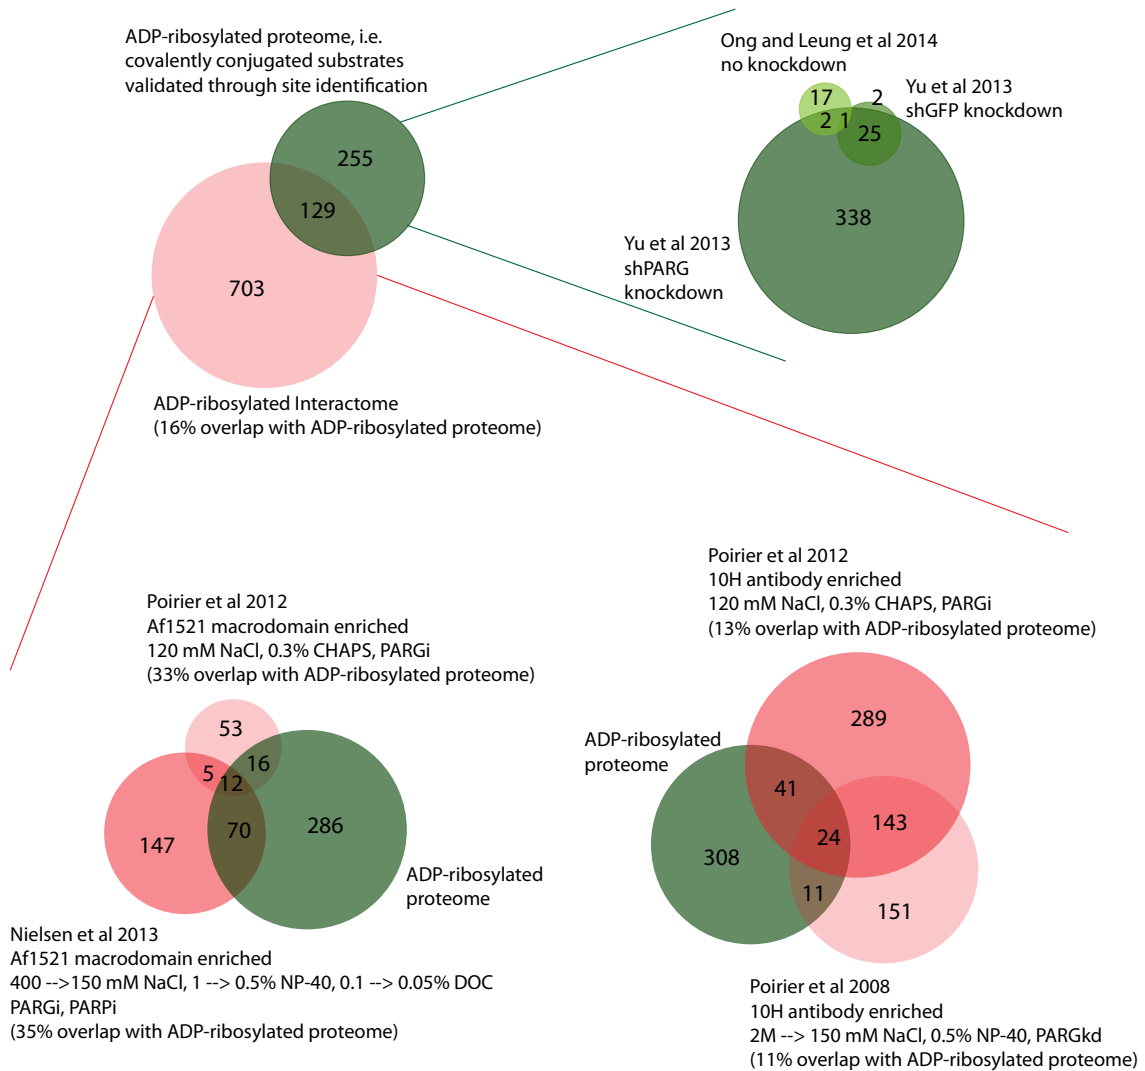 ADP-ribosylated proteome, i.e.
covalently conjugated substrates
validated through site identification
255
129
703
ADP-ribosylated Interactome
(16% overlap with ADP-ribosylated proteome)
Ong and Leung et al 2014
no knockdown
17
2
Yu et al 2013
shGFP knockdown
2 1
25
338
Yu et al 2013
shPARG
knockdown
Poirier et al 2012
Af1521 macrodomain enriched
120 mM NaCl, 0.3% CHAPS, PARGi
(33% overlap with ADP-ribosylated proteome)
53
5
16
12
147
70
286
ADP-ribosylated
proteome
Nielsen et al 2013
Af1521 macrodomain enriched
400 -->150 mM NaCl, 1 --> 0.5% NP-40, 0.1 --> 0.05% DOC
PARGi, PARPi
(35% overlap with ADP-ribosylated proteome)
Poirier et al 2012
10H antibody enriched
120 mM NaCl, 0.3% CHAPS, PARGi
(13% overlap with ADP-ribosylated proteome)
289
ADP-ribosylated
proteome
41
24
143
308
11
151
Poirier et al 2008
10H antibody enriched
2M --> 150 mM NaCl, 0.5% NP-40, PARGkd
(11% overlap with ADP-ribosylated proteome)